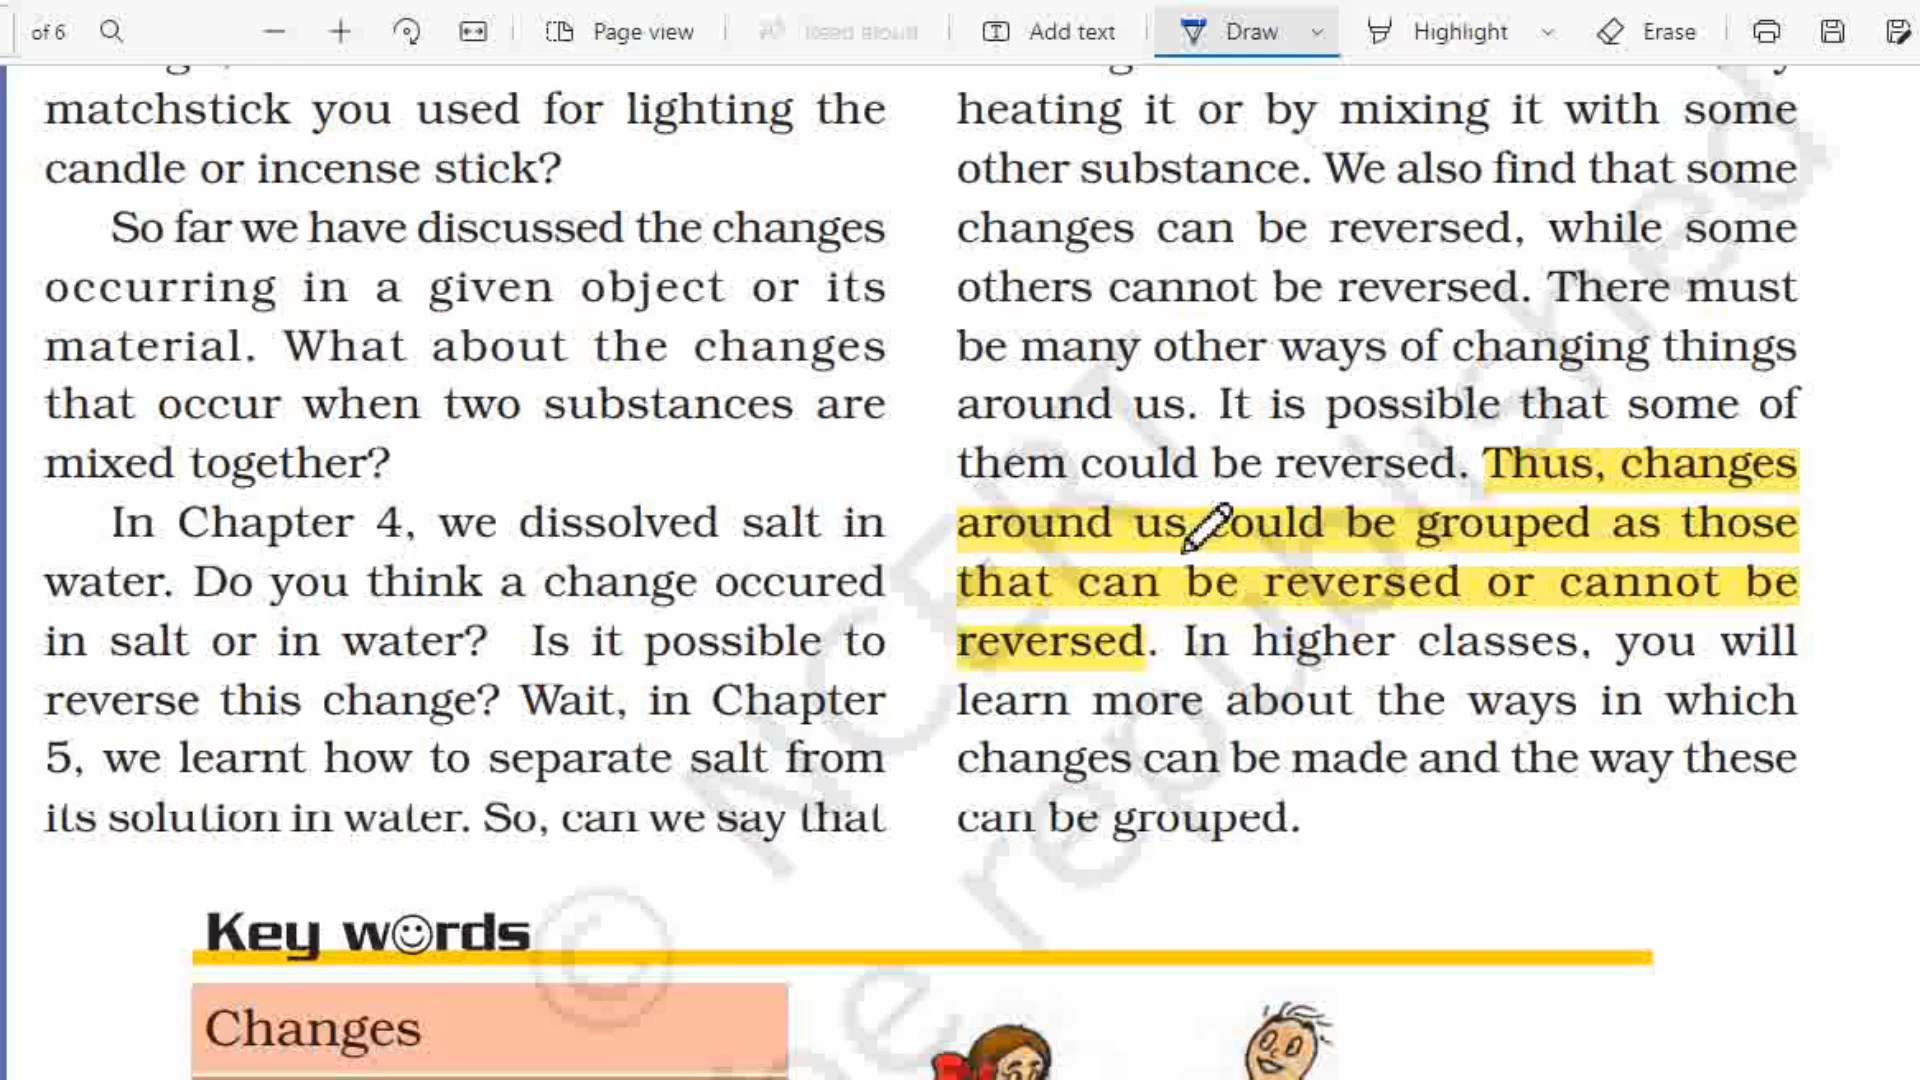 of 6
Page view
Read aloud
Add text
Draw
Highlight
Erase
matchstick you used for lighting the
candle or incense stick?
So far we have discussed the changes
occurring in a given object or its
material. What about the changes
that occur when two substances are
mixed together?
In Chapter 4, we dissolved salt in
water. Do you think a change occured
in salt or in water? Is it possible to
reverse this change? Wait, in Chapter
5, we learnt how to separate salt from
its solution in water. So, can we say that
heating it or by mixing it with some
other substance. We also find that some
changes can be reversed, while some
others cannot be reversed. There must
be many other ways of changing things
around us. It is possible that some of
them could be reversed. Thus, changes
around us could be grouped as those
that can be reversed or cannot be
reversed. In higher classes, you will
learn more about the ways in which
changes can be made and the way these
can be grouped.
Key words
Changes
© NCERT
be republished